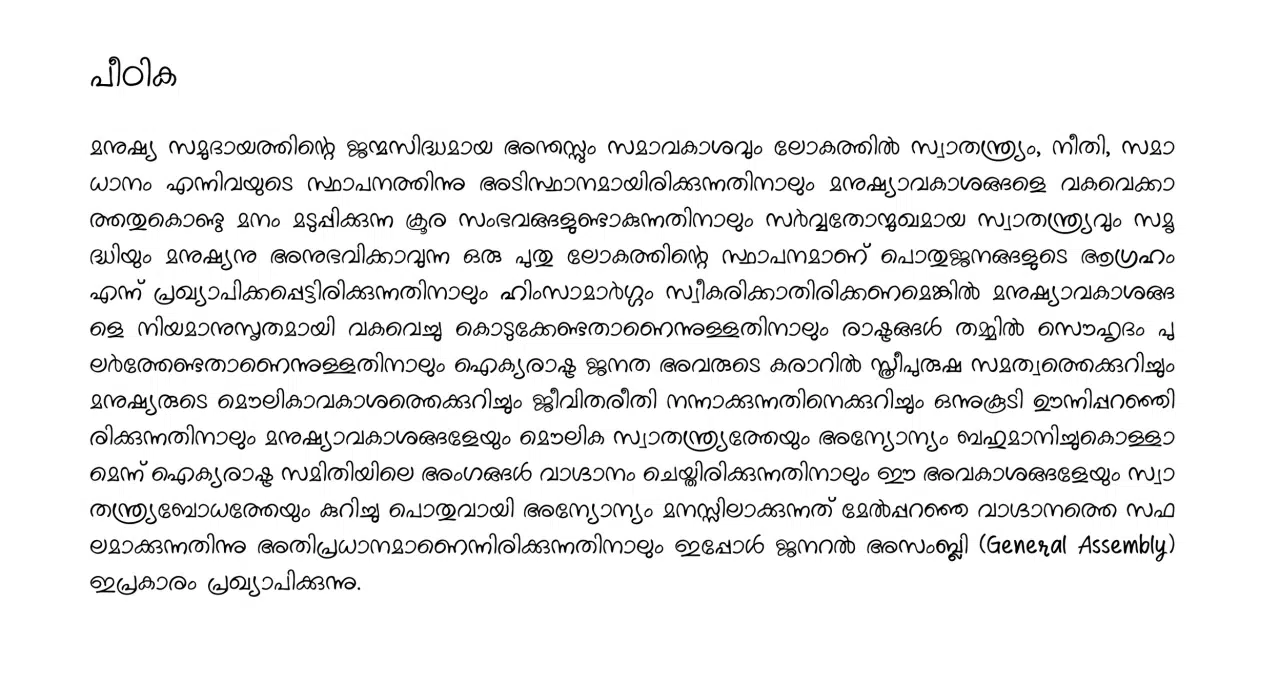 പീഠിക
മനുഷ്യ സമുദായത്തിന്റെ ജന്മസിദ്ധമായ അന്തസ്സും സമാവകാശവും ലോകത്തിൽ സ്വാതന്ത്ര്യം, നീതി, സമാ
ധാനം എന്നിവയുടെ സ്ഥാപനത്തിന്നു അടിസ്ഥാനമായിരിക്കുന്നതിനാലും മനുഷ്യാവകാശങ്ങളെ വകവെക്കാ
ത്തതുകൊണ്ടു മനം മടുപ്പിക്കുന്ന ക്രൂര സംഭവങ്ങളുണ്ടാകുന്നതിനാലും സർവ്വതോന്മുഖമായ സ്വാതന്ത്ര്യവും സമൃ
ദ്ധിയും മനുഷ്യനു അനുഭവിക്കാവുന്ന ഒരു പുതു ലോകത്തിന്റെ സ്ഥാപനമാണ് പൊതുജനങ്ങളുടെ ആഗ്രഹം
എന്ന് പ്രഖ്യാപിക്കപ്പെട്ടിരിക്കുന്നതിനാലും ഹിംസാമാർഗ്ഗം സ്വീകരിക്കാതിരിക്കണമെങ്കിൽ മനുഷ്യാവകാശങ്ങ
ളെ നിയമാനുസൃതമായി വകവെച്ചു കൊടുക്കേണ്ടതാണെന്നുള്ളതിനാലും രാഷ്ട്രങ്ങൾ തമ്മിൽ സൌഹൃദം പു
ലർത്തേണ്ടതാണെന്നുള്ളതിനാലും ഐക്യരാഷ്ട്ര ജനത അവരുടെ കരാറിൽ സ്ത്രീപുരുഷ സമത്വത്തെക്കുറിച്ചും
മനുഷ്യരുടെ മൌലികാവകാശത്തെക്കുറിച്ചും ജീവിതരീതി നന്നാക്കുന്നതിനെക്കുറിച്ചും ഒന്നുകൂടി ഊന്നിപ്പറഞ്ഞി
രിക്കുന്നതിനാലും മനുഷ്യാവകാശങ്ങളേയും മൌലിക സ്വാതന്ത്ര്യത്തേയും അന്യോന്യം ബഹുമാനിച്ചുകൊള്ളാ
മെന്ന് ഐക്യരാഷ്ട്ര സമിതിയിലെ അംഗങ്ങൾ വാഗ്ദാനം ചെയ്തിരിക്കുന്നതിനാലും ഈ അവകാശങ്ങളേയും സ്വാ
തന്ത്ര്യബോധത്തേയും കുറിച്ചു പൊതുവായി അന്യോന്യം മനസ്സിലാക്കുന്നത് മേൽപ്പറഞ്ഞ വാഗ്ദാനത്തെ സഫ
ലമാക്കുന്നതിന്നു അതിപ്രധാനമാണെന്നിരിക്കുന്നതിനാലും ഇപ്പോൾ ജനറൽ അസംബ്ലി (General Assembly)
ഇപ്രകാരം പ്രഖ്യാപിക്കുന്നു.